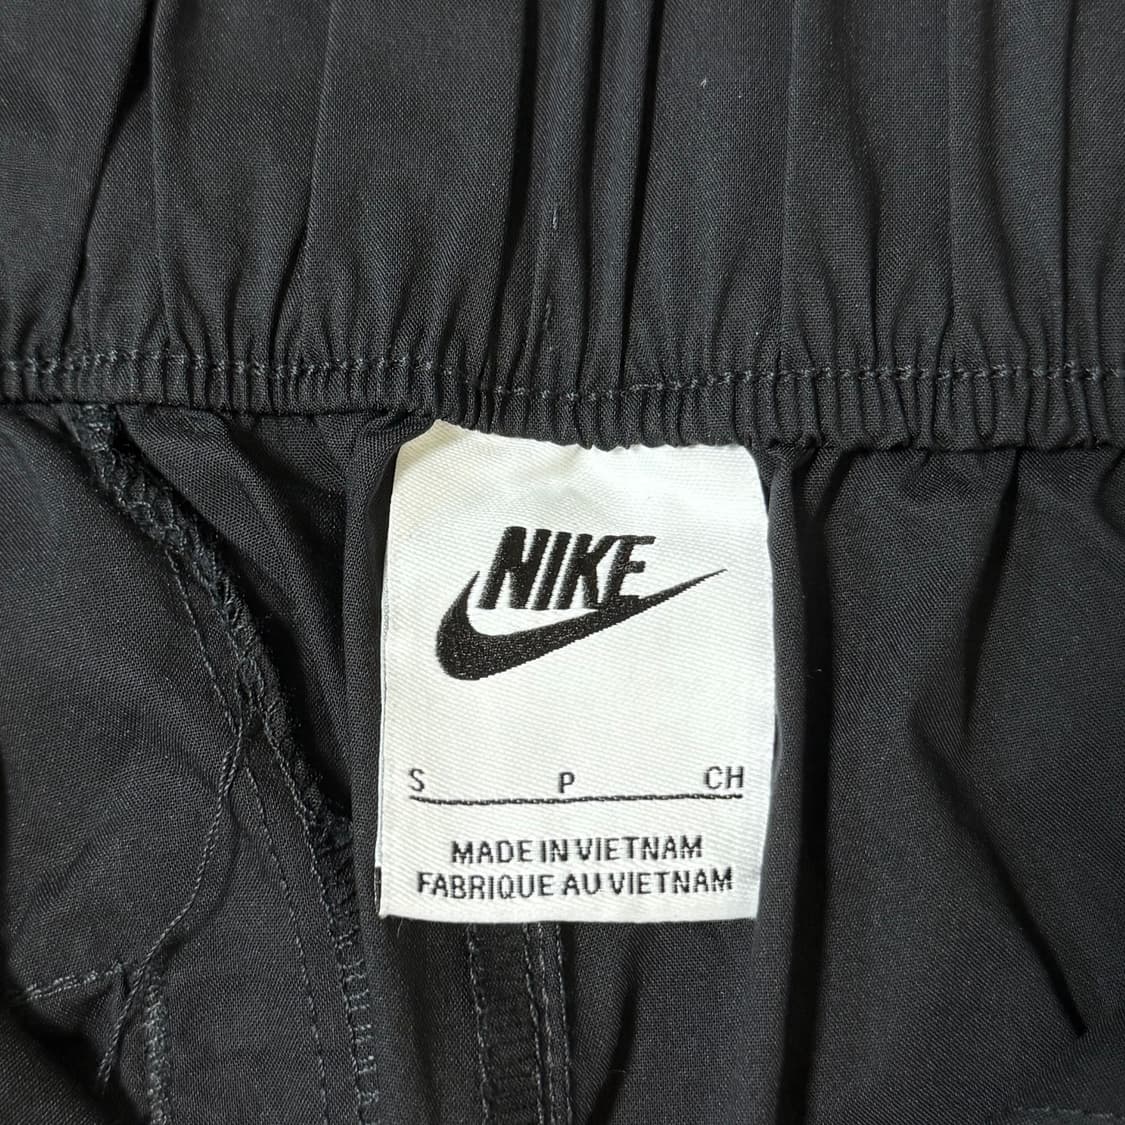 NIKE
S P CH
MADE IN VIETNAM
FABRIQUE AU VIETNAM